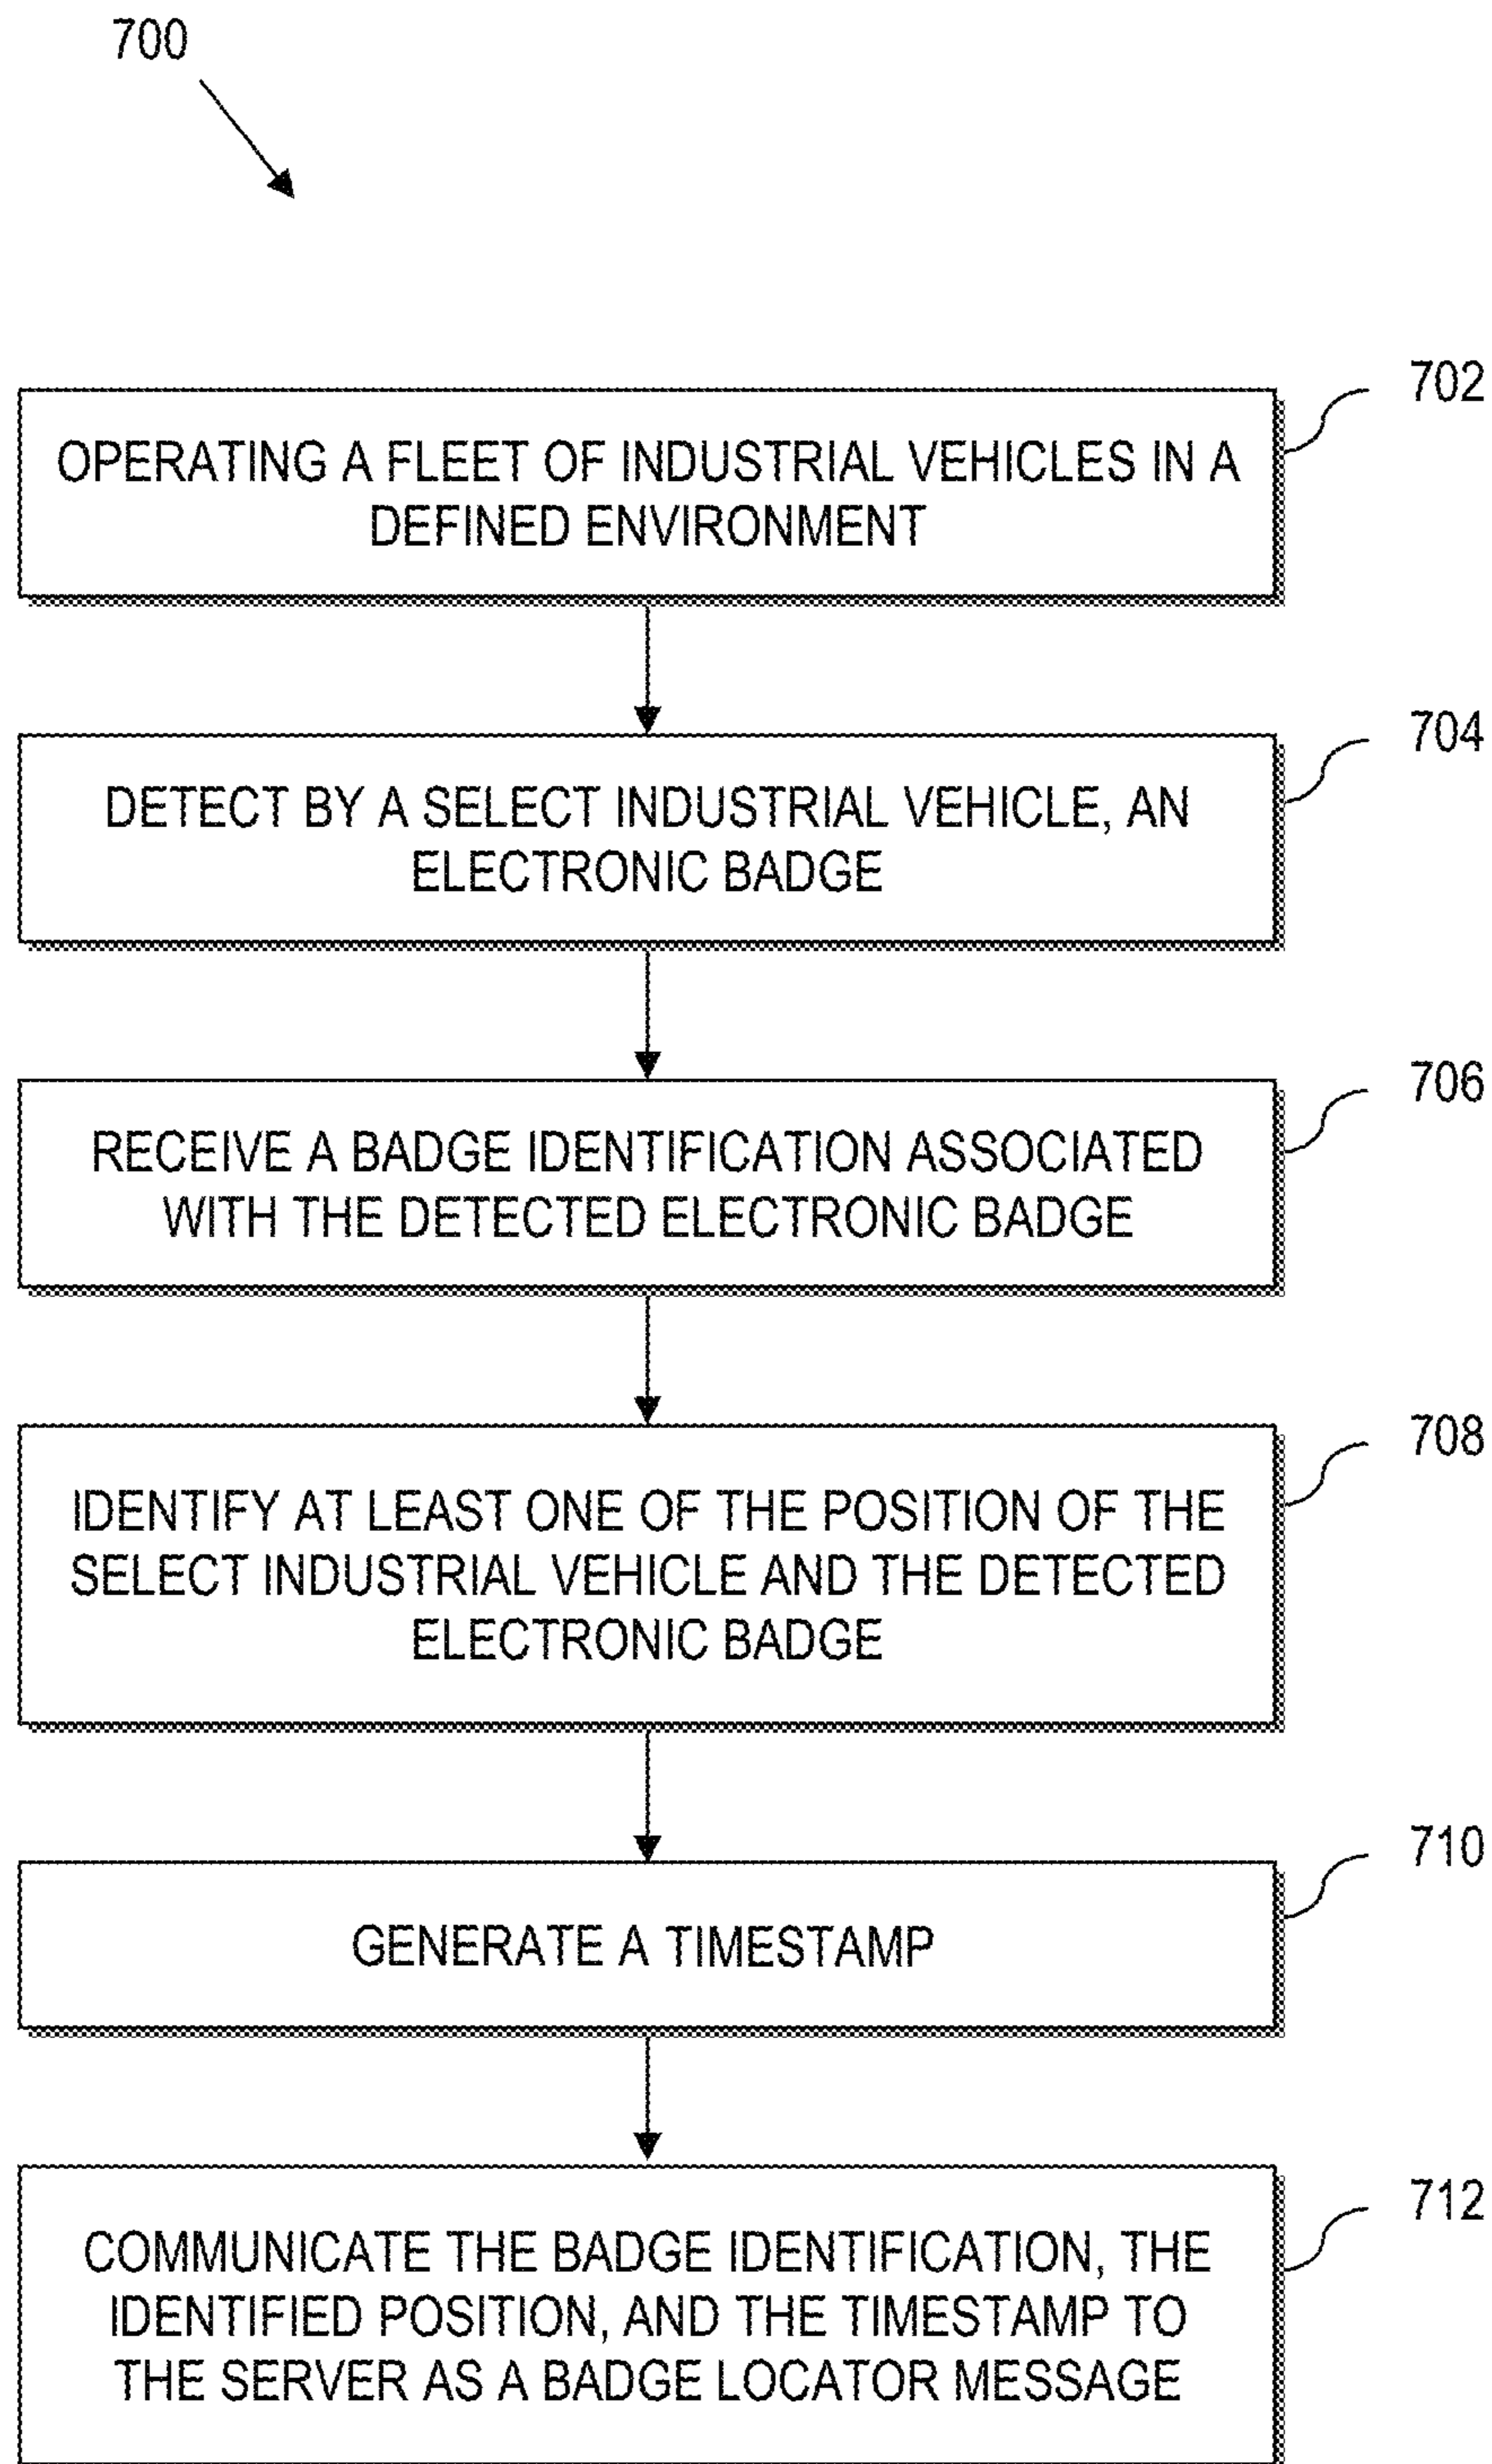 700
702
OPERATING A FLEET OF INDUSTRIAL VEHICLES IN A
DEFINED ENVIRONMENT
704
DETECT BY A SELECT INDUSTRIAL VEHICLE, AN
ELECTRONIC BADGE
706
RECEIVE A BADGE IDENTIFICATION ASSOCIATED
WITH THE DETECTED ELECTRONIC BADGE
708
IDENTIFY AT LEAST ONE OF THE POSITION OF THE
SELECT INDUSTRIAL VEHICLE AND THE DETECTED
ELECTRONIC BADGE
710
GENERATE A TIMESTAMP
712
COMMUNICATE THE BADGE IDENTIFICATION, THE
IDENTIFIED POSITION, AND THE TIMESTAMP TO
THE SERVER AS A BADGE LOCATOR MESSAGE